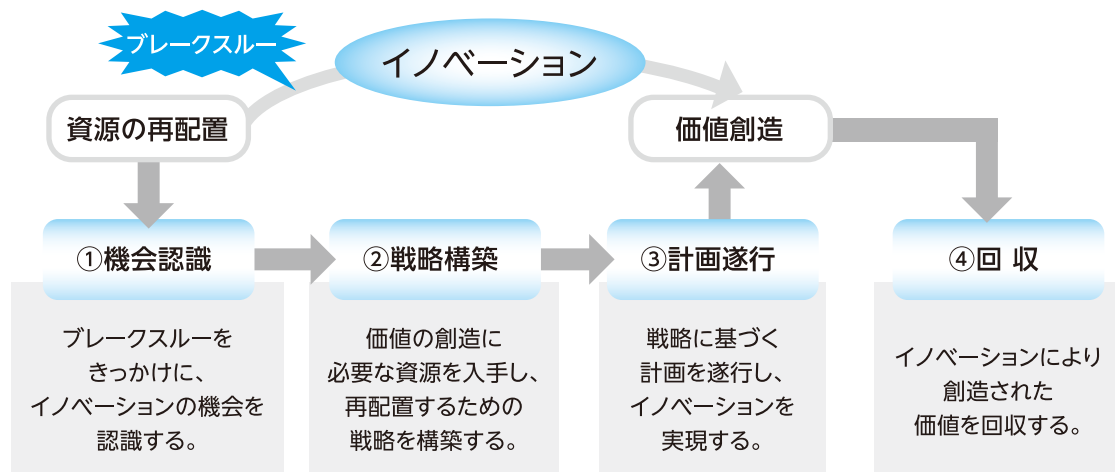 ブレークスルー
イノベーション
資源の再配置
価値創造
①機会認識
ブレークスルーを
きっかけに、
イノベーションの機会を
認識する。
②戦略構築
価値の創造に
必要な資源を入手し、
再配置するための
戦略を構築する。
③計画遂行
戦略に基づく
計画を遂行し、
イノベーションを
実現する。
④回 収
イノベーションにより
創造された
価値を回収する。